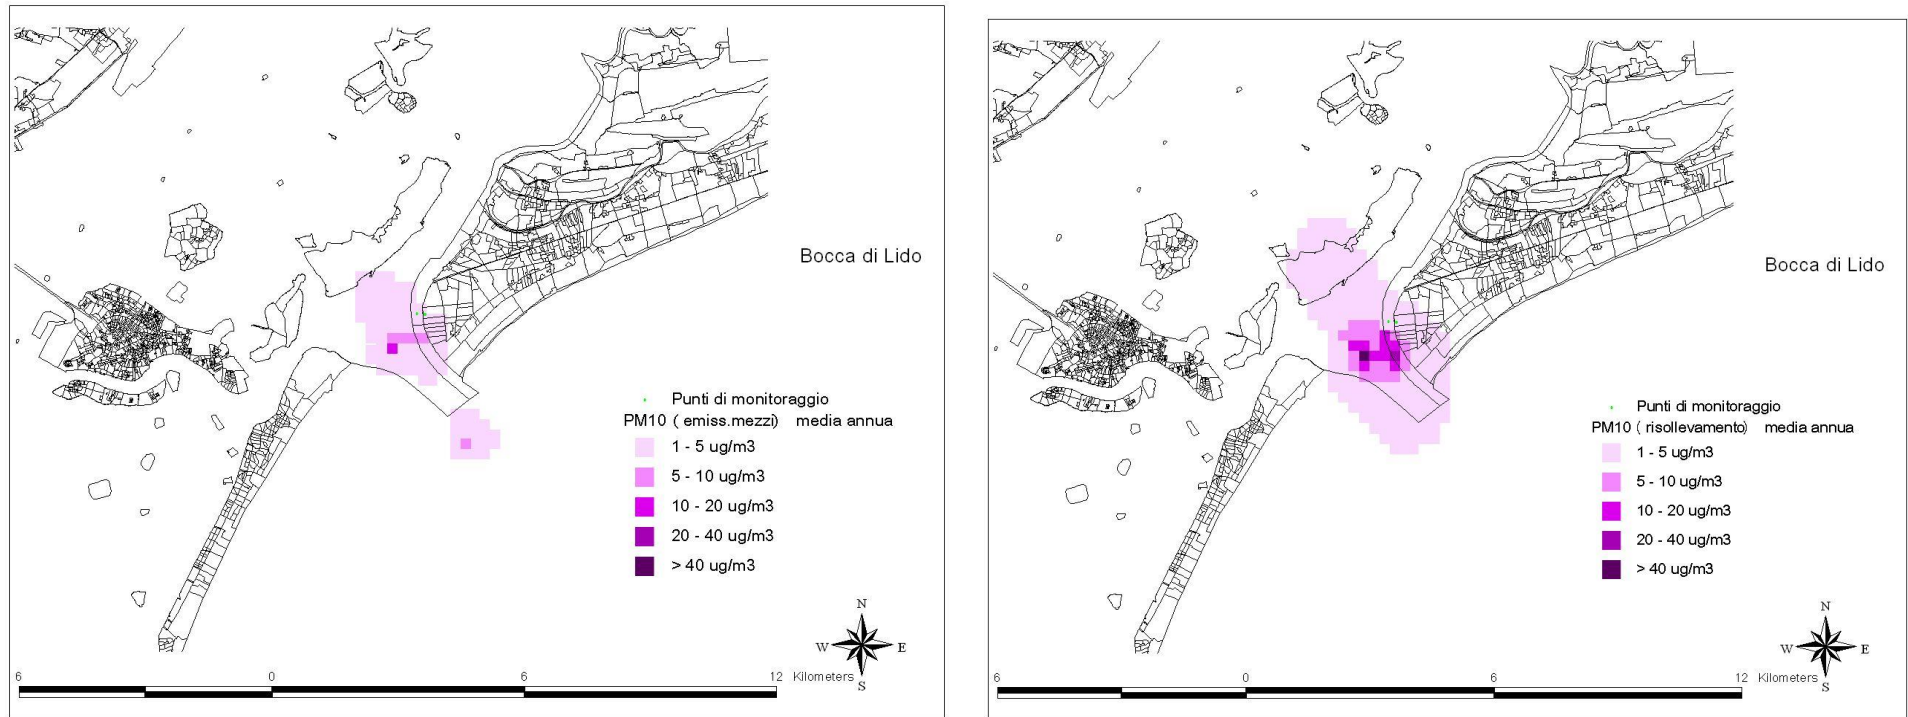 Bocca di Lido
Punti di monitoraggio
PM10 ( emiss.mezzi) media annua
1 - 5 ug/m3
5 - 10 ug/m3
10 - 20 ug/m3
20 - 40 ug/m3
> 40 ug/m3
N
W E
S
6 0 6 12 Kilometers
Bocca di Lido
Punti di monitoraggio
PM10 ( risollevamento) media annua
1 - 5 ug/m3
5 - 10 ug/m3
10 - 20 ug/m3
20 - 40 ug/m3
> 40 ug/m3
N
W E
S
6 0 6 12 Kilometers